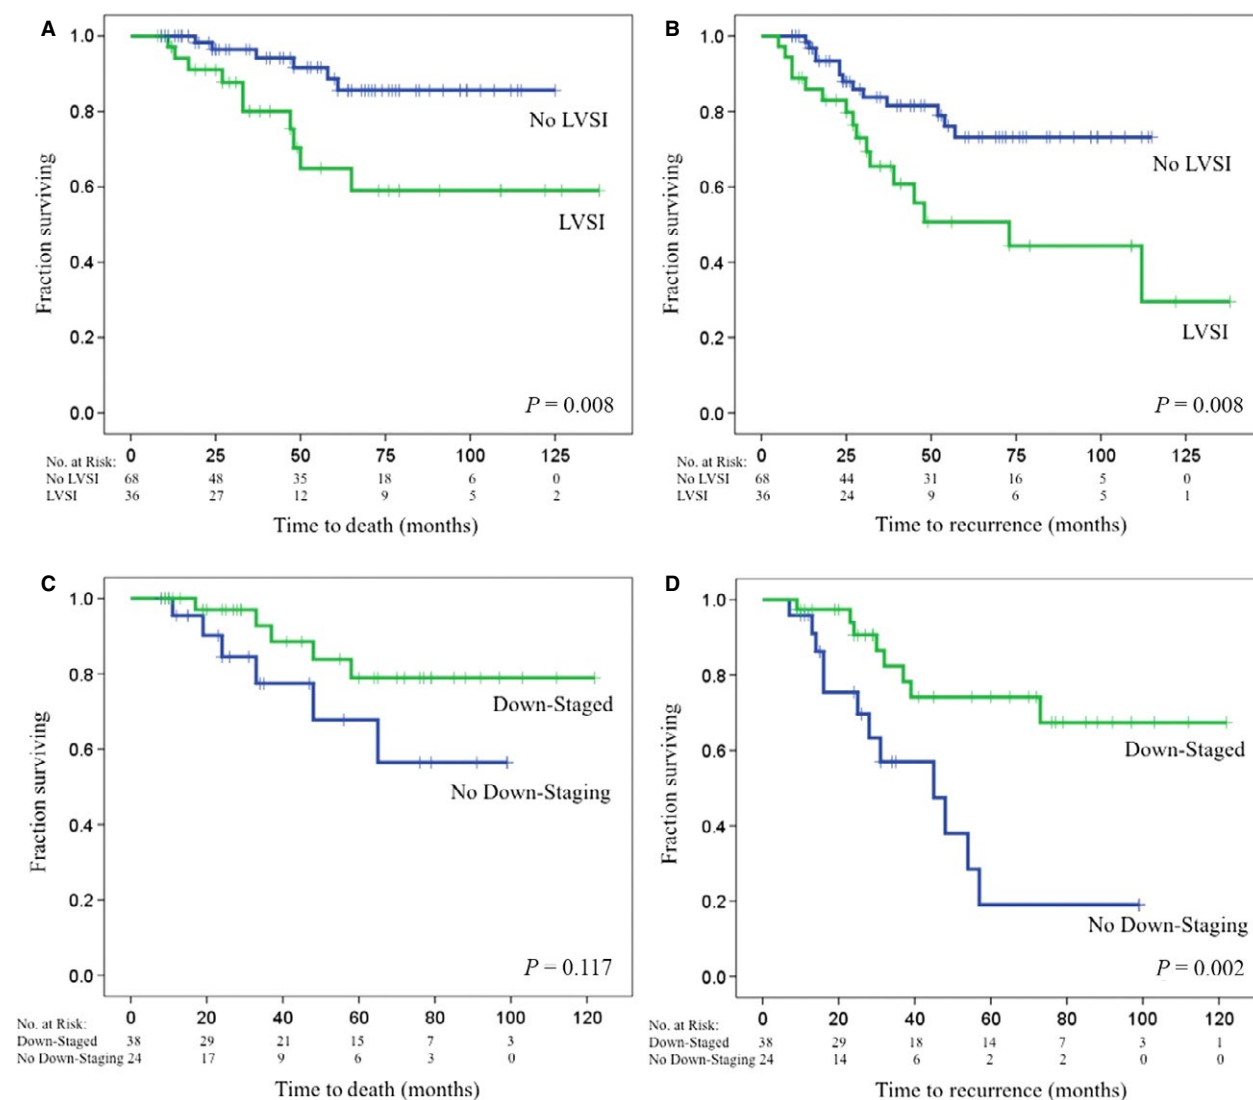 A
1.0
0.8
0.6
0.4
0.2
0.0
Fraction surviving
No LVSI
LVSI
P = 0.008
0 25 50 75 100 125
No. at Risk:
No LVSI 68 48 35 18 6 0
LVSI 36 27 12 9 5 2
Time to death (months)
B
1.0
0.8
0.6
0.4
0.2
0.0
Fraction surviving
No LVSI
LVSI
P = 0.008
0 25 50 75 100 125
No. at Risk:
No LVSI 68 44 31 16 5 0
LVSI 36 24 9 6 5 1
Time to recurrence (months)
C
1.0
0.8
0.6
0.4
0.2
0.0
Fraction surviving
Down-Staged
No Down-Staging
P = 0.117
0 20 40 60 80 100 120
No. at Risk:
Down-Staged 38 29 21 15 7 3
No Down-Staging 24 17 9 6 3 0
Time to death (months)
D
1.0
0.8
0.6
0.4
0.2
0.0
Fraction surviving
Down-Staged
No Down-Staging
P = 0.002
0 20 40 60 80 100 120
No. at Risk:
Down-Staged 38 29 18 14 7 3 1
No Down-Staging 24 14 6 2 2 0 0
Time to recurrence (months)